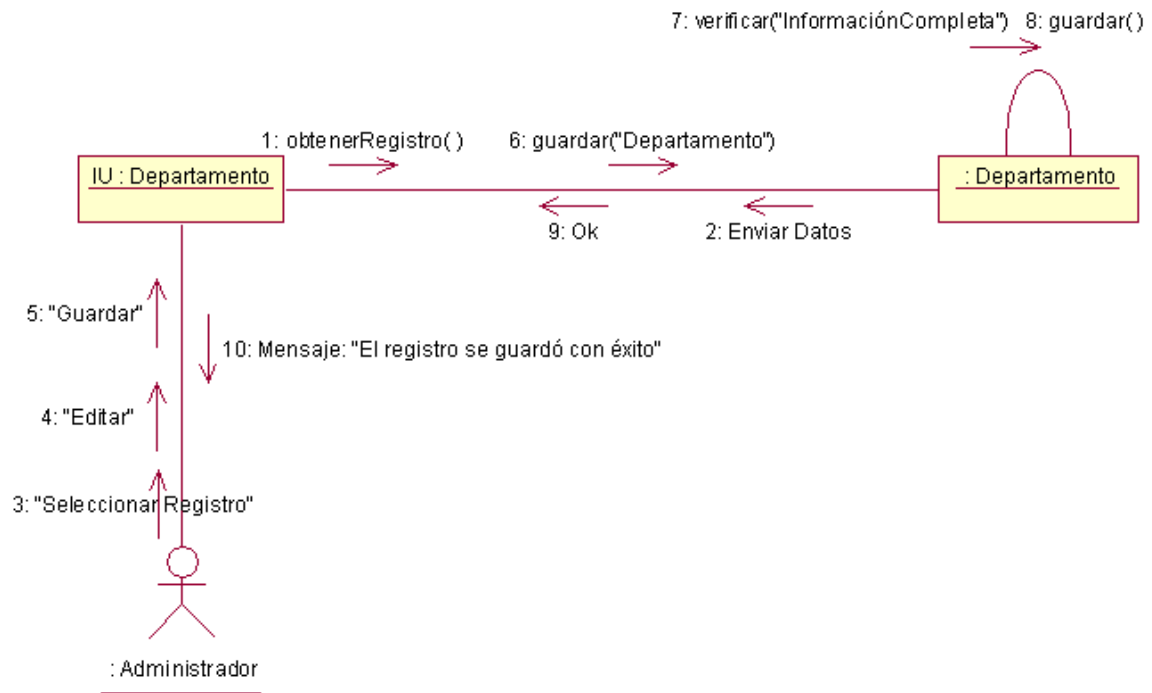 7: verificar("InformaciónCompleta") 8: guardar( )
1: obtenerRegistro( ) 6: guardar("Departamento")
IU : Departamento : Departamento
9: Ok 2: Enviar Datos
5: "Guardar"
10: Mensaje: "El registro se guardó con éxito"
4: "Editar"
3: "Seleccionar Registro"
: Administrador